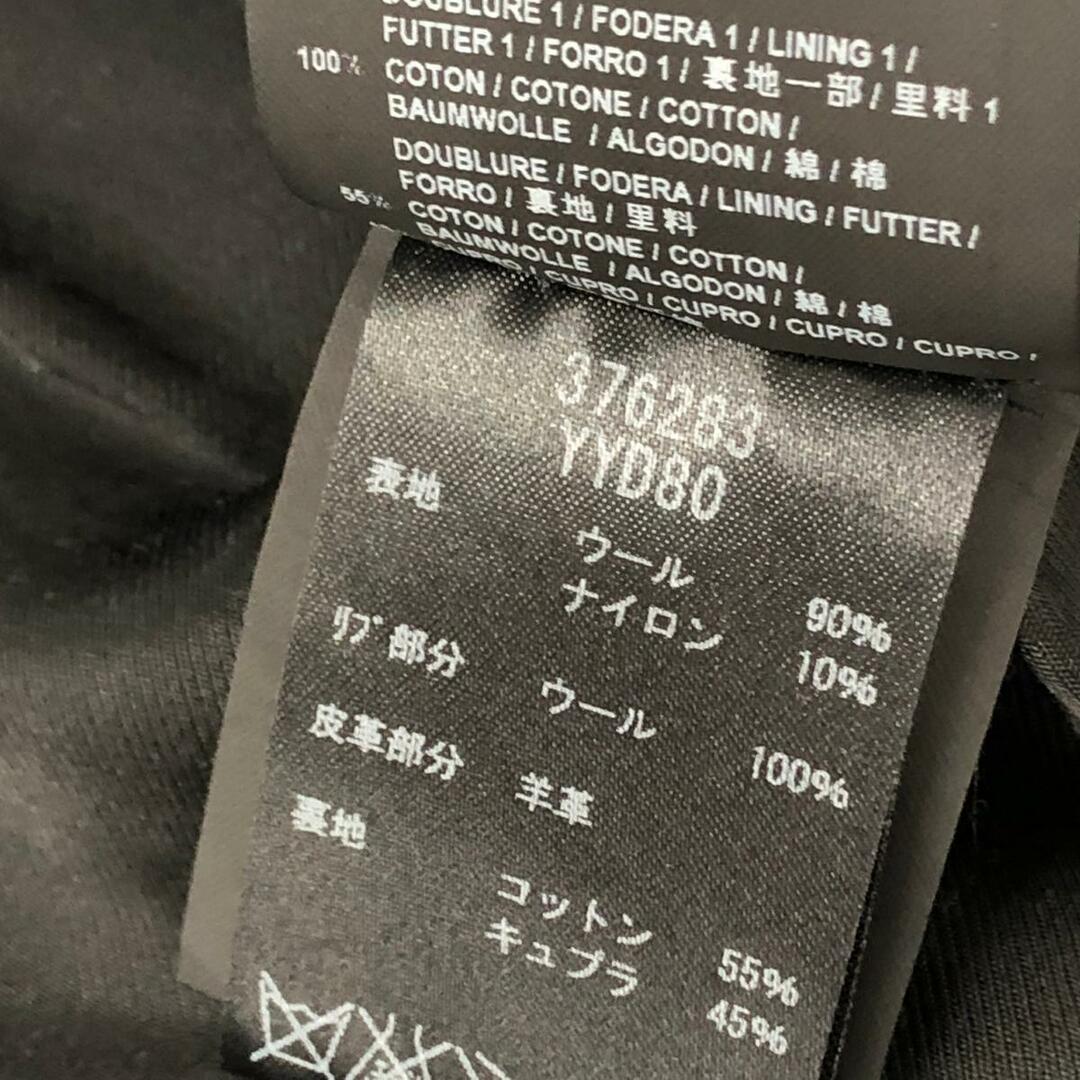 DOUBLURE 1 / FODERA 1 / LINING 1 /
FUTTER 1 / FORRO 1 / 裏地一部 / 里料 1
100% COTON / COTONE / COTTON /
BAUMWOLLE / ALGODON / 綿 / 棉
DOUBLURE / FODERA / LINING / FUTTER /
FORRO / 裏地 / 里料
55% COTON / COTONE / COTTON /
BAUMWOLLE / ALGODON / 綿 / 棉
CUPRO / CUPRO / CUPRO / CUPRO / CUPRO /
376283
YYD80
表地
ウール 90%
ナイロン 10%
リブ部分
ウール 100%
皮革部分 羊革
裏地
コットン 55%
キュプラ 45%